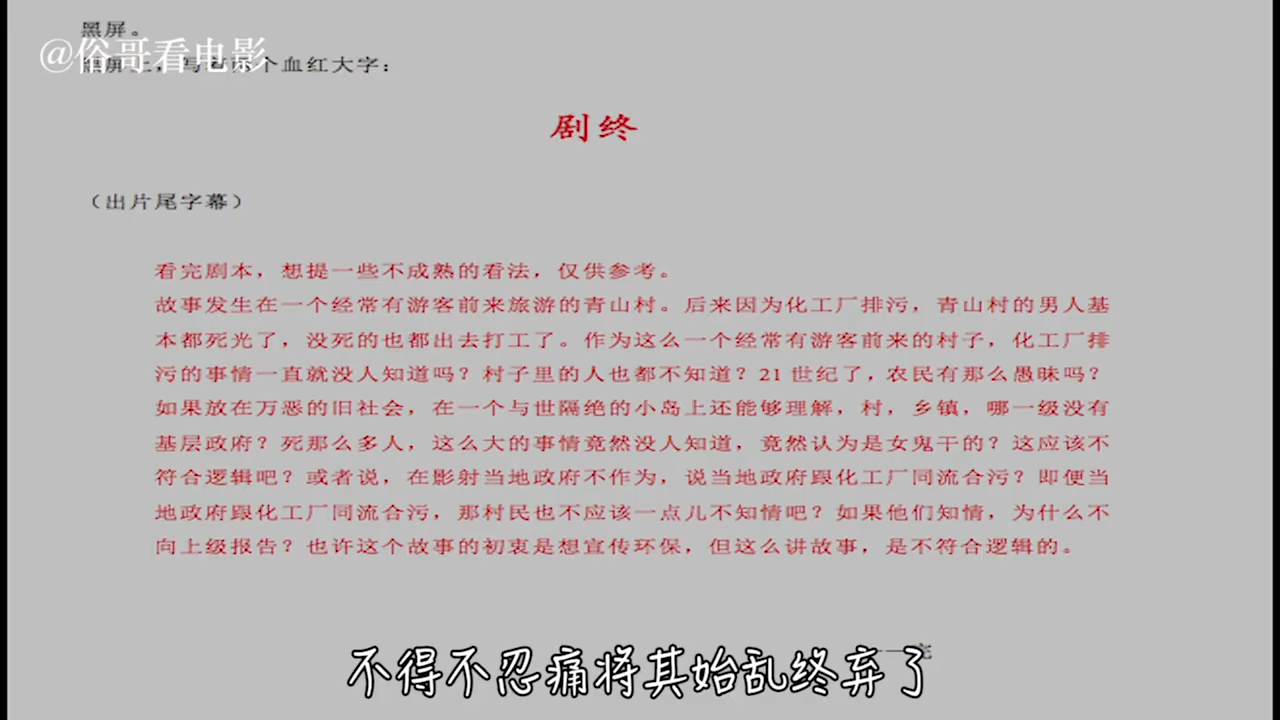 黑屏。
@俗哥看电影
屏上，写着两个血红大字：
剧终
（出片尾字幕）
看完剧本，想提一些不成熟的看法，仅供参考。
故事发生在一个经常有游客前来旅游的青山村。后来因为化工厂排污，青山村的男人基
本都死光了，没死的也都出去打工了。作为这么一个经常有游客前来的村子，化工厂排
污的事情一直就没人知道吗？村子里的人也都不知道？21 世纪了，农民有那么愚昧吗？
如果放在万恶的旧社会，在一个与世隔绝的小岛上还能够理解，村，乡镇，哪一级没有
基层政府？死那么多人，这么大的事情竟然没人知道，竟然认为是女鬼干的？这应该不
符合逻辑吧？或者说，在影射当地政府不作为，说当地政府跟化工厂同流合污？即便当
地政府跟化工厂同流合污，那村民也不应该一点儿不知情吧？如果他们知情，为什么不
向上级报告？也许这个故事的初衷是想宣传环保，但这么讲故事，是不符合逻辑的。
完
不得不忍痛将其始乱终弃了